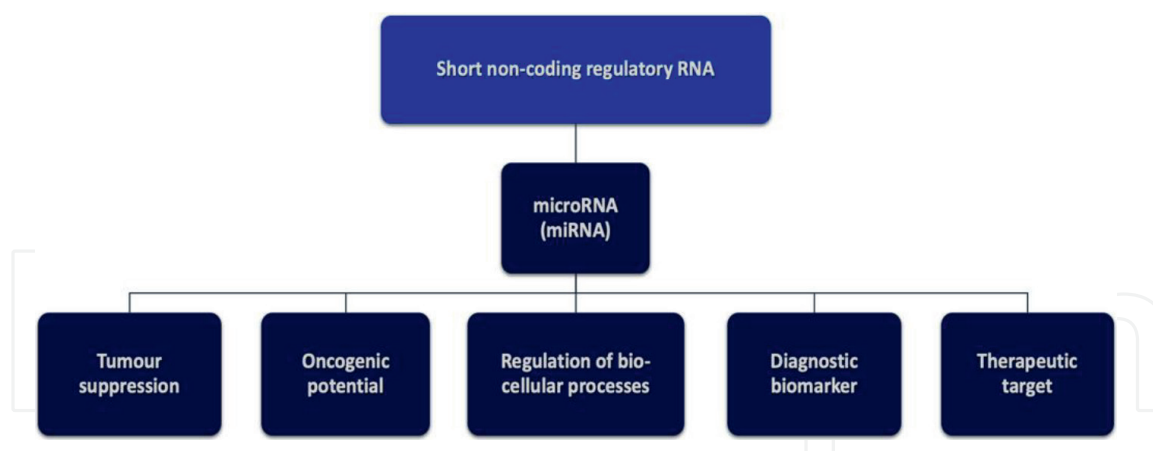 Short non-coding regulatory RNA
microRNA
(miRNA)
Tumour
suppression
Oncogenic
potential
Regulation of bio-
cellular processes
Diagnostic
biomarker
Therapeutic
target